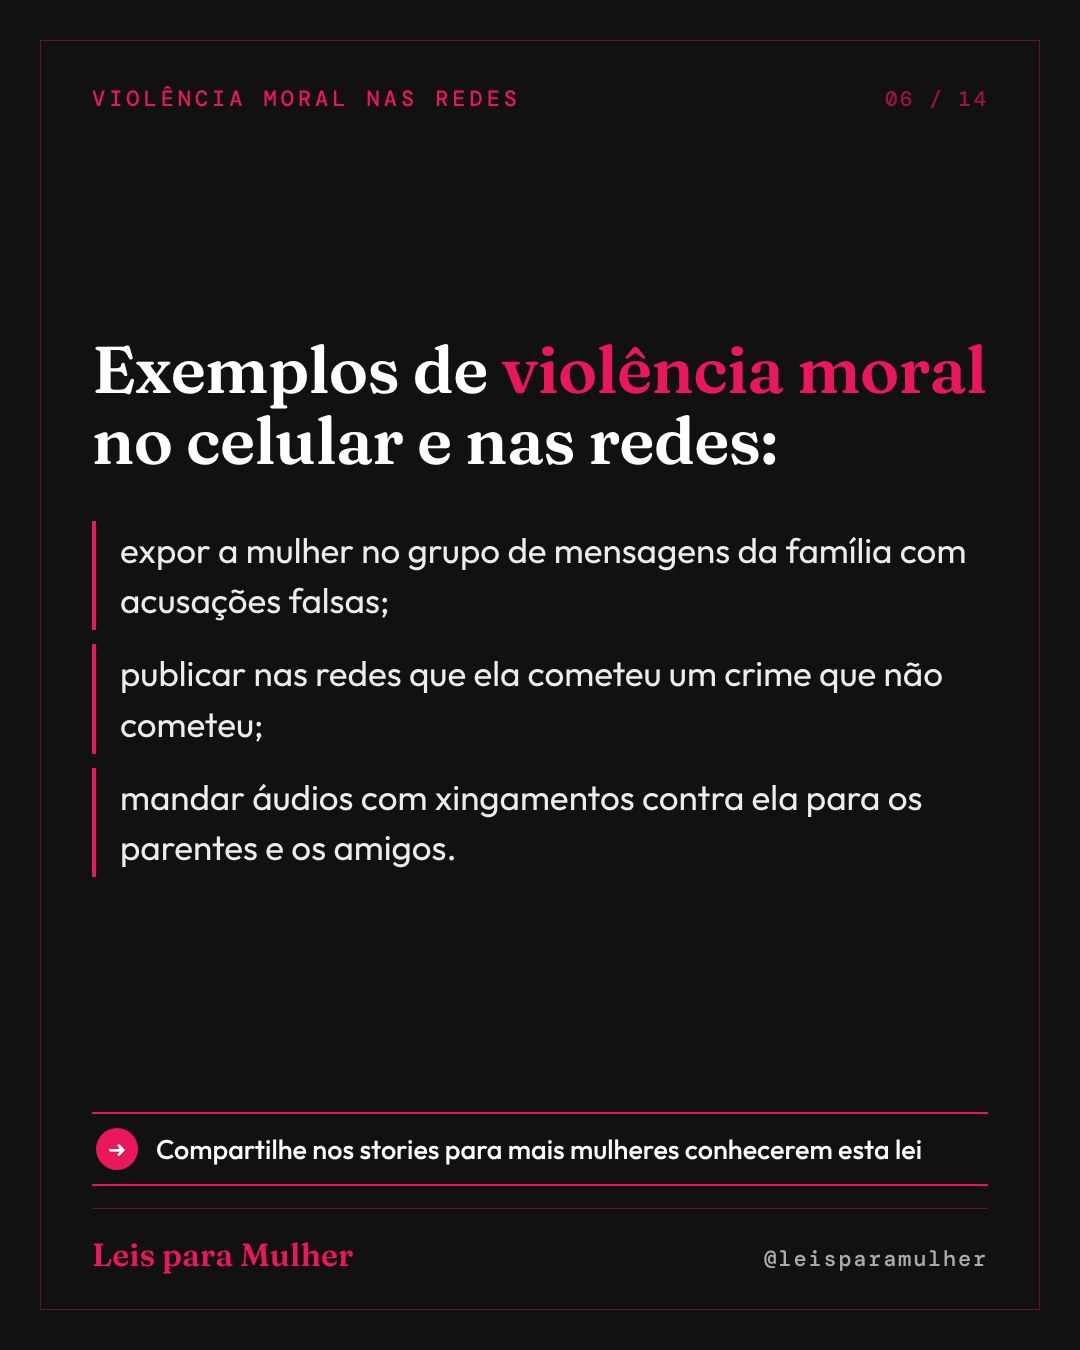 VIOLÊNCIA MORAL NAS REDES
06 / 14
Exemplos de violência moral
no celular e nas redes:
expor a mulher no grupo de mensagens da família com
acusações falsas;
publicar nas redes que ela cometeu um crime que não
cometeu;
mandar áudios com xingamentos contra ela para os
parentes e os amigos.
Compartilhe nos stories para mais mulheres conhecerem esta lei
Leis para Mulher
@leisparamulher